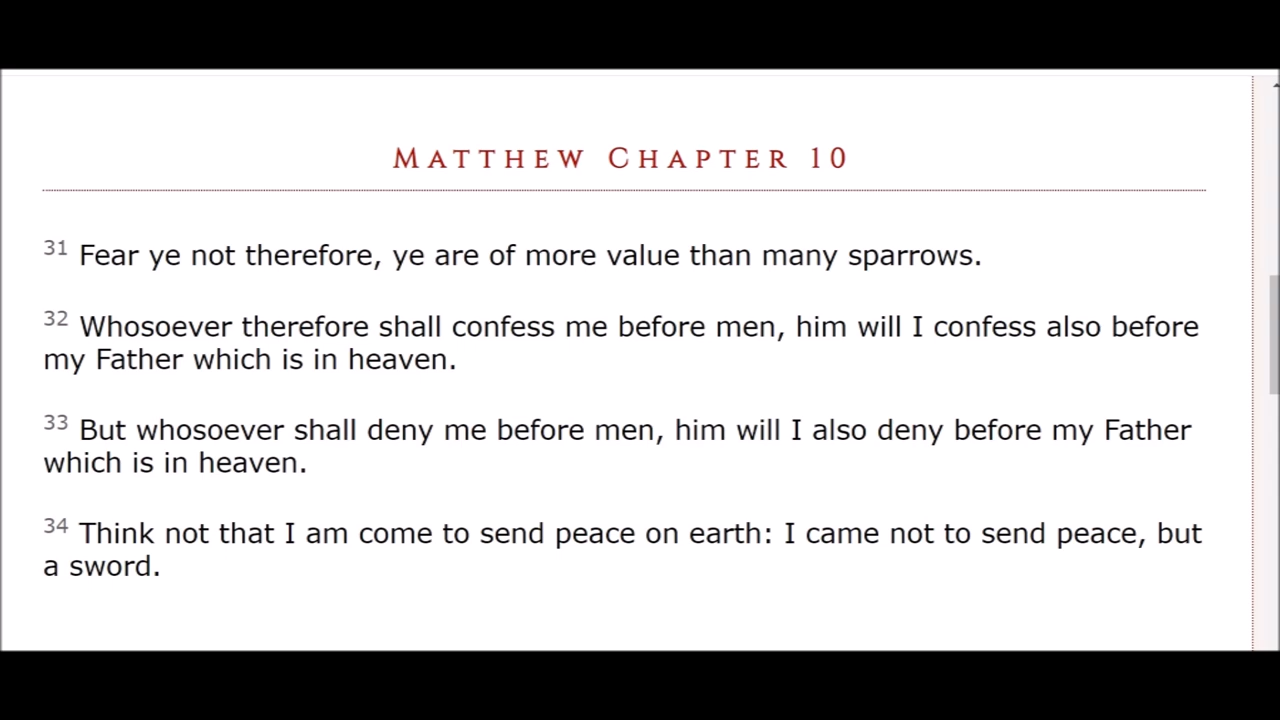 MATTHEW CHAPTER 10
31 Fear ye not therefore, ye are of more value than many sparrows.
32 Whosoever therefore shall confess me before men, him will I confess also before
my Father which is in heaven.
33 But whosoever shall deny me before men, him will I also deny before my Father
which is in heaven.
34 Think not that I am come to send peace on earth: I came not to send peace, but
a sword.